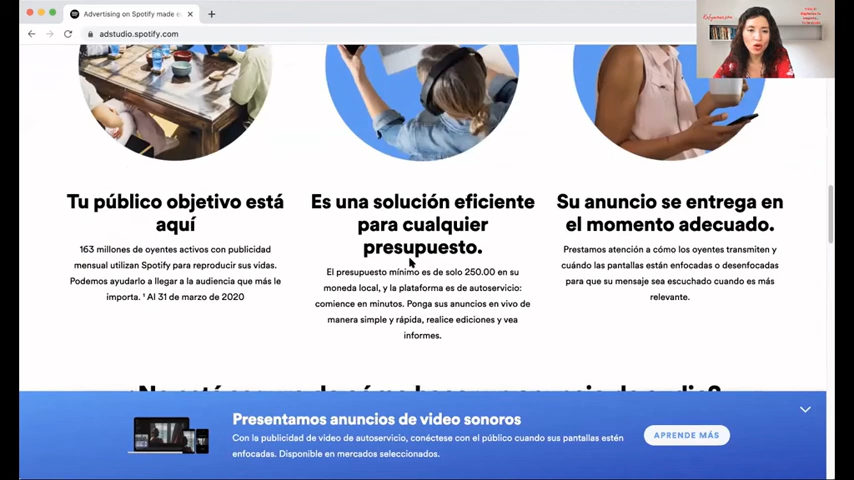 Advertising on Spotify made e
adstudio.spotify.com
Tu público objetivo está
aquí
163 millones de oyentes activos con publicidad
mensual utilizan Spotify para reproducir sus vidas.
Podemos ayudarlo a llegar a la audiencia que más le
importa. ¹ Al 31 de marzo de 2020
Es una solución eficiente
para cualquier
presupuesto.
El presupuesto mínimo es de solo 250.00 en su
moneda local, y la plataforma es de autoservicio:
comience en minutos. Ponga sus anuncios en vivo de
manera simple y rápida, realice ediciones y vea
informes.
Su anuncio se entrega en
el momento adecuado.
Prestamos atención a cómo los oyentes transmiten y
cuándo las pantallas están enfocadas o desenfocadas
para que su mensaje sea escuchado cuando es más
relevante.
Presentamos anuncios de video sonoros
Con la publicidad de video de autoservicio, conéctese con el público cuando sus pantallas estén
enfocadas. Disponible en mercados seleccionados.
APRENDE MÁS